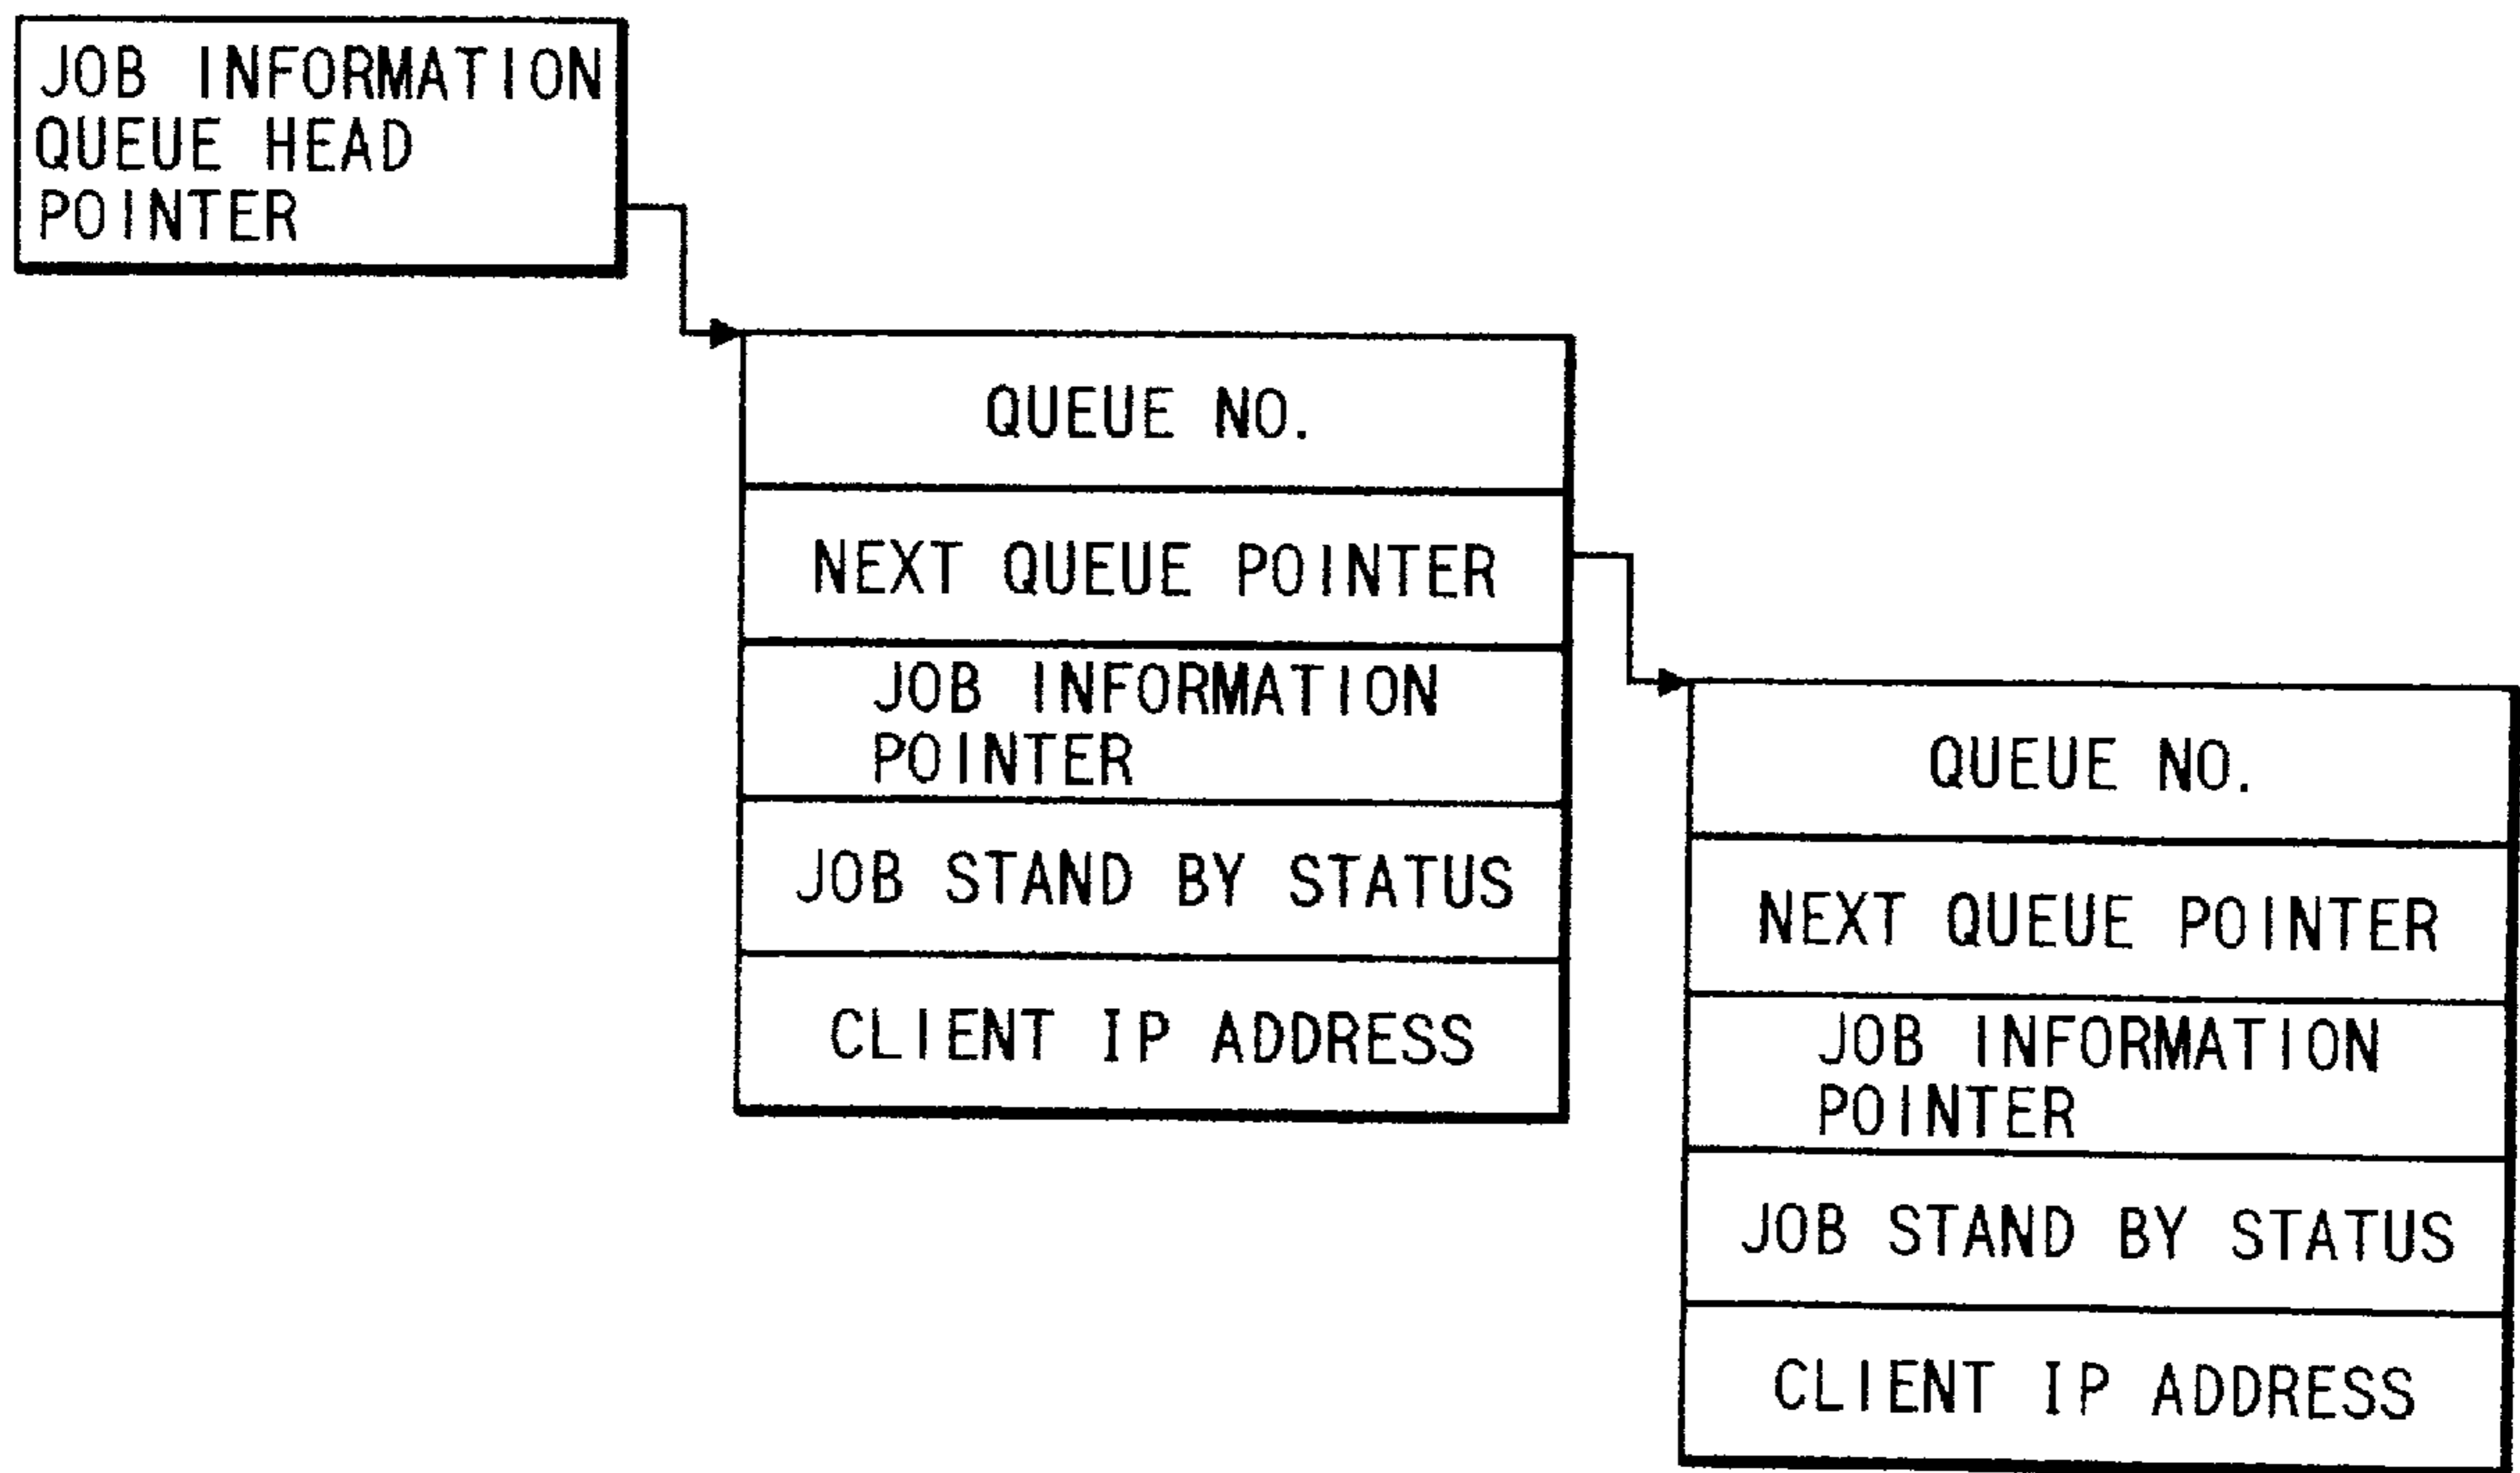 JOB INFORMATION
QUEUE HEAD
POINTER
QUEUE NO.
NEXT QUEUE POINTER
JOB INFORMATION
POINTER
JOB STAND BY STATUS
CLIENT IP ADDRESS
QUEUE NO.
NEXT QUEUE POINTER
JOB INFORMATION
POINTER
JOB STAND BY STATUS
CLIENT IP ADDRESS